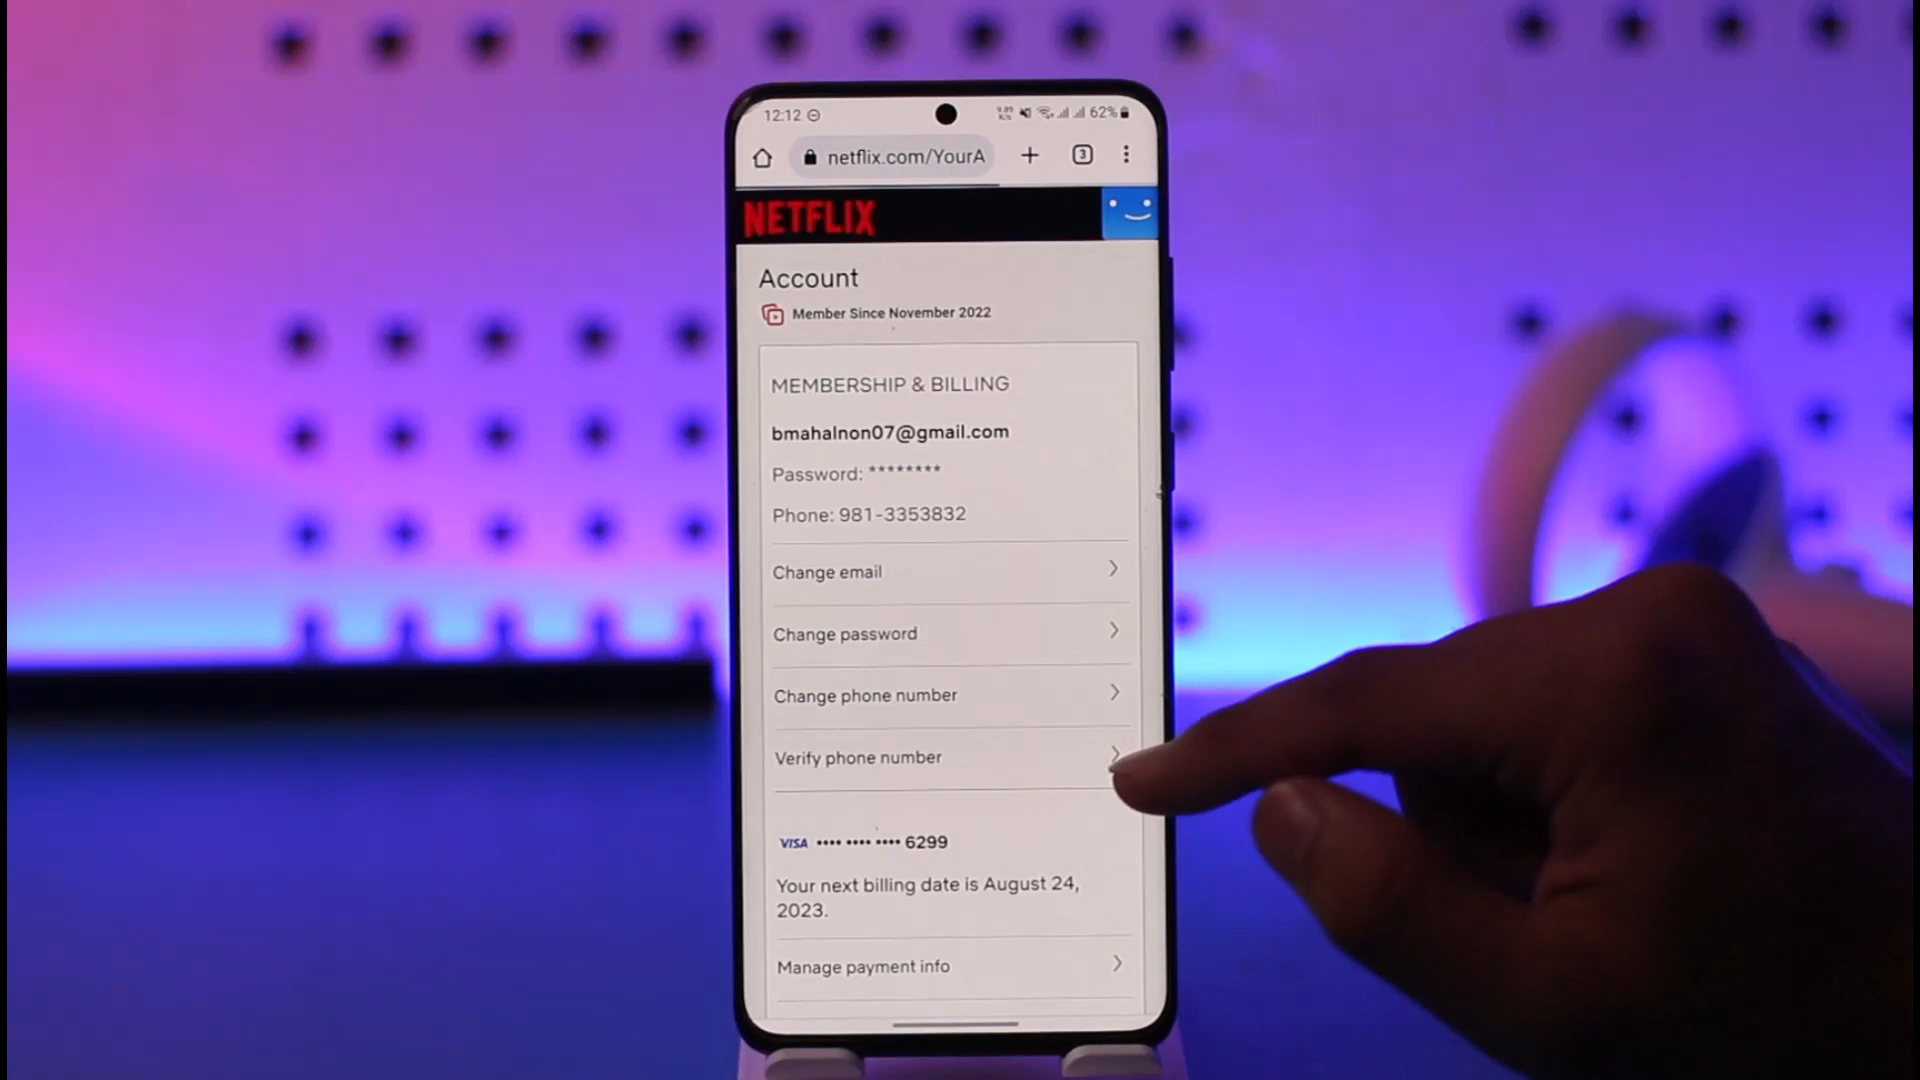 12:12
62%
netflix.com/YourA
3
NETFLIX
Account
Member Since November 2022
MEMBERSHIP & BILLING
bmahalnon07@gmail.com
Password: ********
Phone: 981-3353832
Change email
Change password
Change phone number
Verify phone number
VISA •••• •••• •••• 6299
Your next billing date is August 24,
2023.
Manage payment info